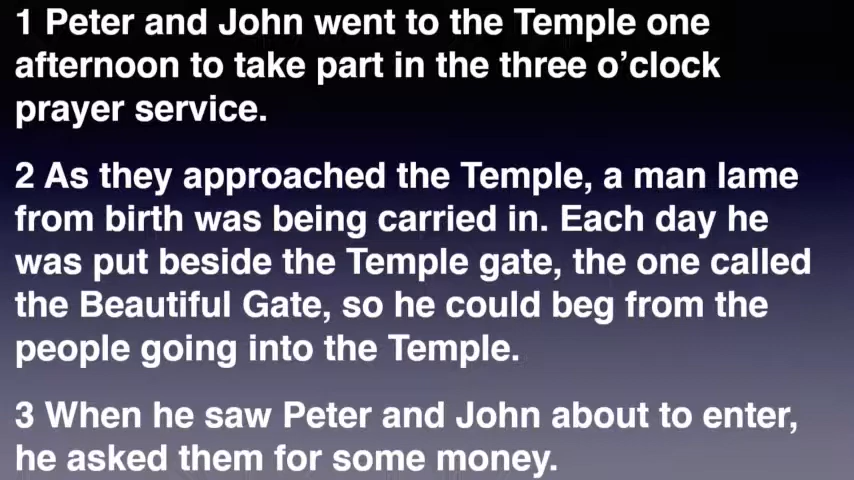 1 Peter and John went to the Temple one
afternoon to take part in the three o’clock
prayer service.
2 As they approached the Temple, a man lame
from birth was being carried in. Each day he
was put beside the Temple gate, the one called
the Beautiful Gate, so he could beg from the
people going into the Temple.
3 When he saw Peter and John about to enter,
he asked them for some money.